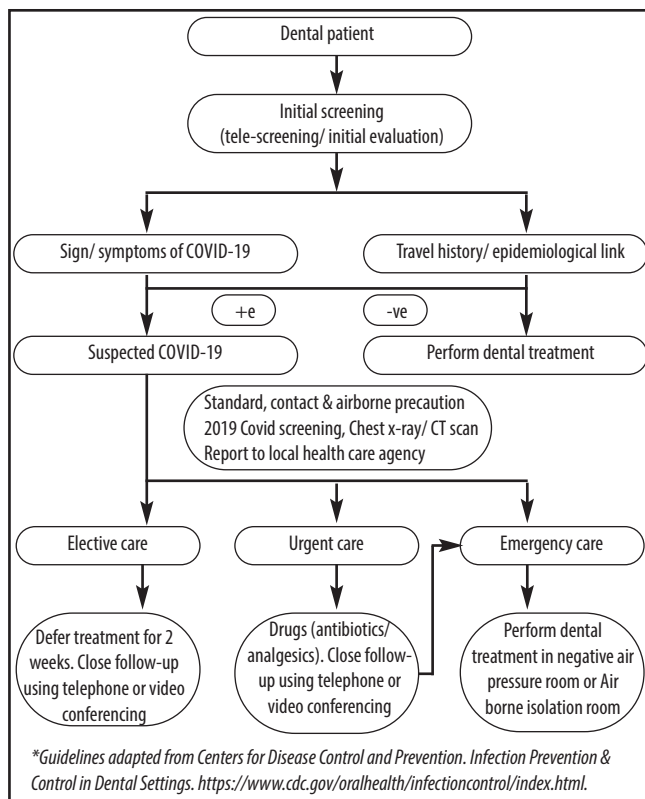 Dental patient
Initial screening
(tele-screening/ initial evaluation)
Sign/ symptoms of COVID-19
Travel history/ epidemiological link
+e
-ve
Suspected COVID-19
Perform dental treatment
Standard, contact & airborne precaution
2019 Covid screening, Chest x-ray/ CT scan
Report to local health care agency
Elective care
Urgent care
Emergency care
Defer treatment for 2
weeks. Close follow-up
using telephone or video
conferencing
Drugs (antibiotics/
analgesics). Close follow-
up using telephone or
video conferencing
Perform dental
treatment in negative air
pressure room or Air
borne isolation room
*Guidelines adapted from Centers for Disease Control and Prevention. Infection Prevention &
Control in Dental Settings. https://www.cdc.gov/oralhealth/infectioncontrol/index.html.